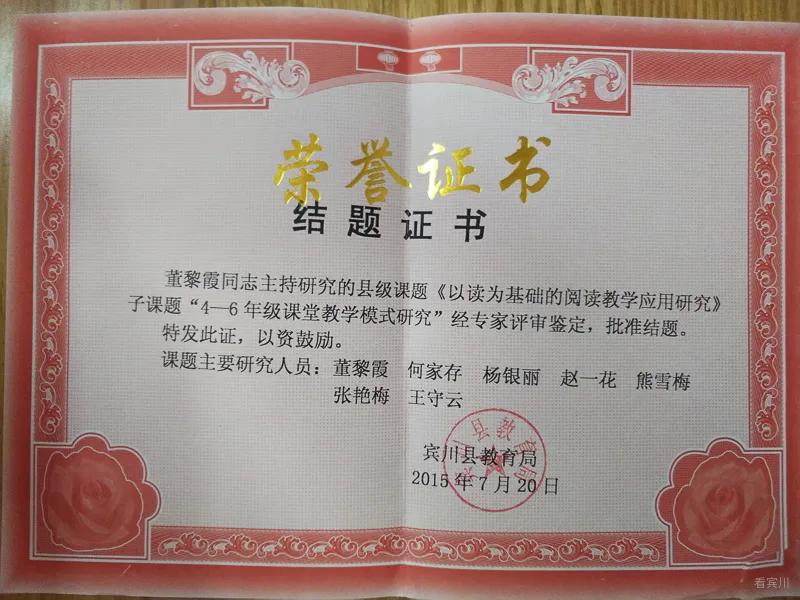 荣誉证书
结题证书
董黎霞同志主持研究的县级课题《以读为基础的阅读教学应用研究》
子课题“4—6年级课堂教学模式研究”经专家评审鉴定，批准结题。
特发此证，以资鼓励。
课题主要研究人员：董黎霞 何家存 杨银丽 赵一花 熊雪梅
张艳梅 王守云
宾川县教育局
2015年7月20日
宾川县教育局
看宾川